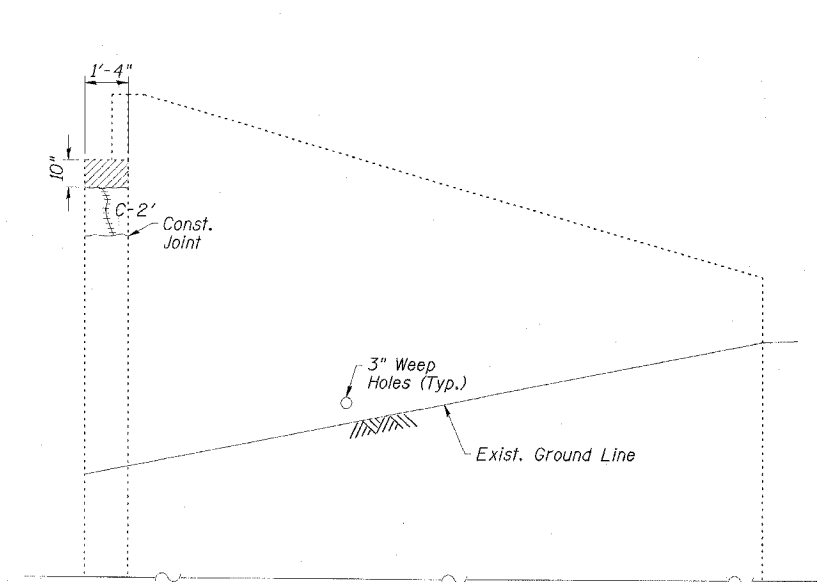 1'-4"
10"
C-2'
Const.
Joint
3" Weep
Holes (Typ.)
Exist. Ground Line